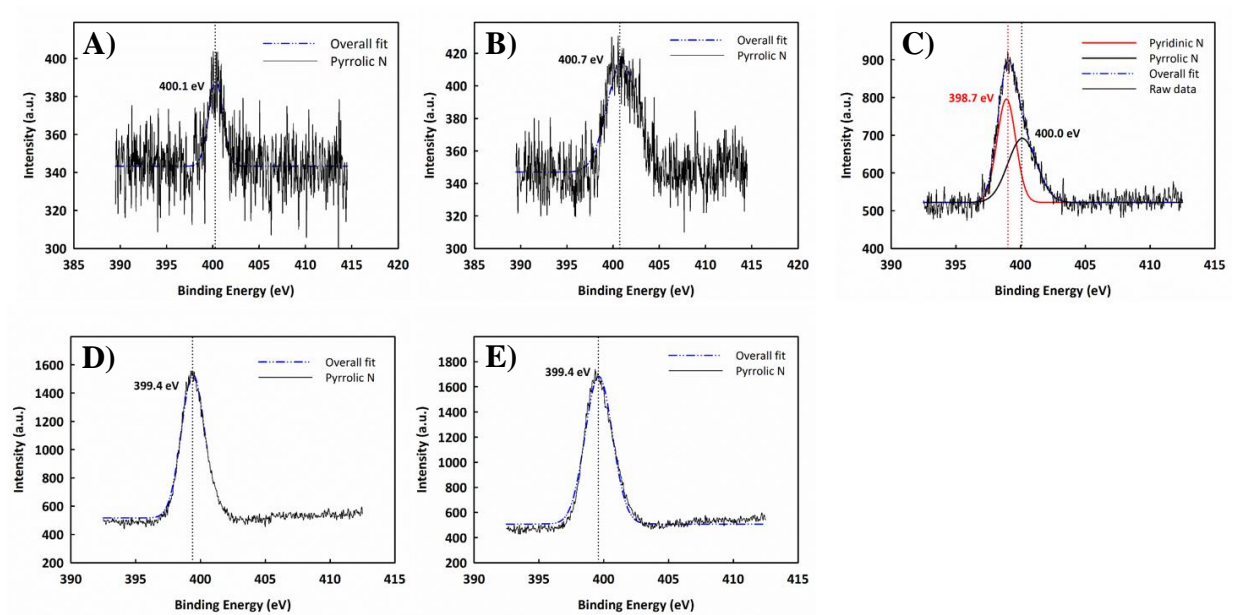 A)
Overall fit
Pyrrolic N
400.1 eV
Intensity (a.u.)
400
380
360
340
320
300
385 390 395 400 405 410 415 420
Binding Energy (eV)
B)
Overall fit
Pyrrolic N
400.7 eV
Intensity (a.u.)
420
400
380
360
340
320
300
385 390 395 400 405 410 415 420
Binding Energy (eV)
C)
Pyridinic N
Pyrrolic N
Overall fit
Raw data
398.7 eV
400.0 eV
Intensity (a.u.)
900
800
700
600
500
400
390 395 400 405 410 415
Binding Energy (eV)
D)
Overall fit
Pyrrolic N
399.4 eV
Intensity (a.u.)
1600
1400
1200
1000
800
600
400
200
390 395 400 405 410 415
Binding Energy (eV)
E)
Overall fit
Pyrrolic N
399.4 eV
Intensity (a.u.)
1800
1600
1400
1200
1000
800
600
400
200
390 395 400 405 410 415
Binding Energy (eV)